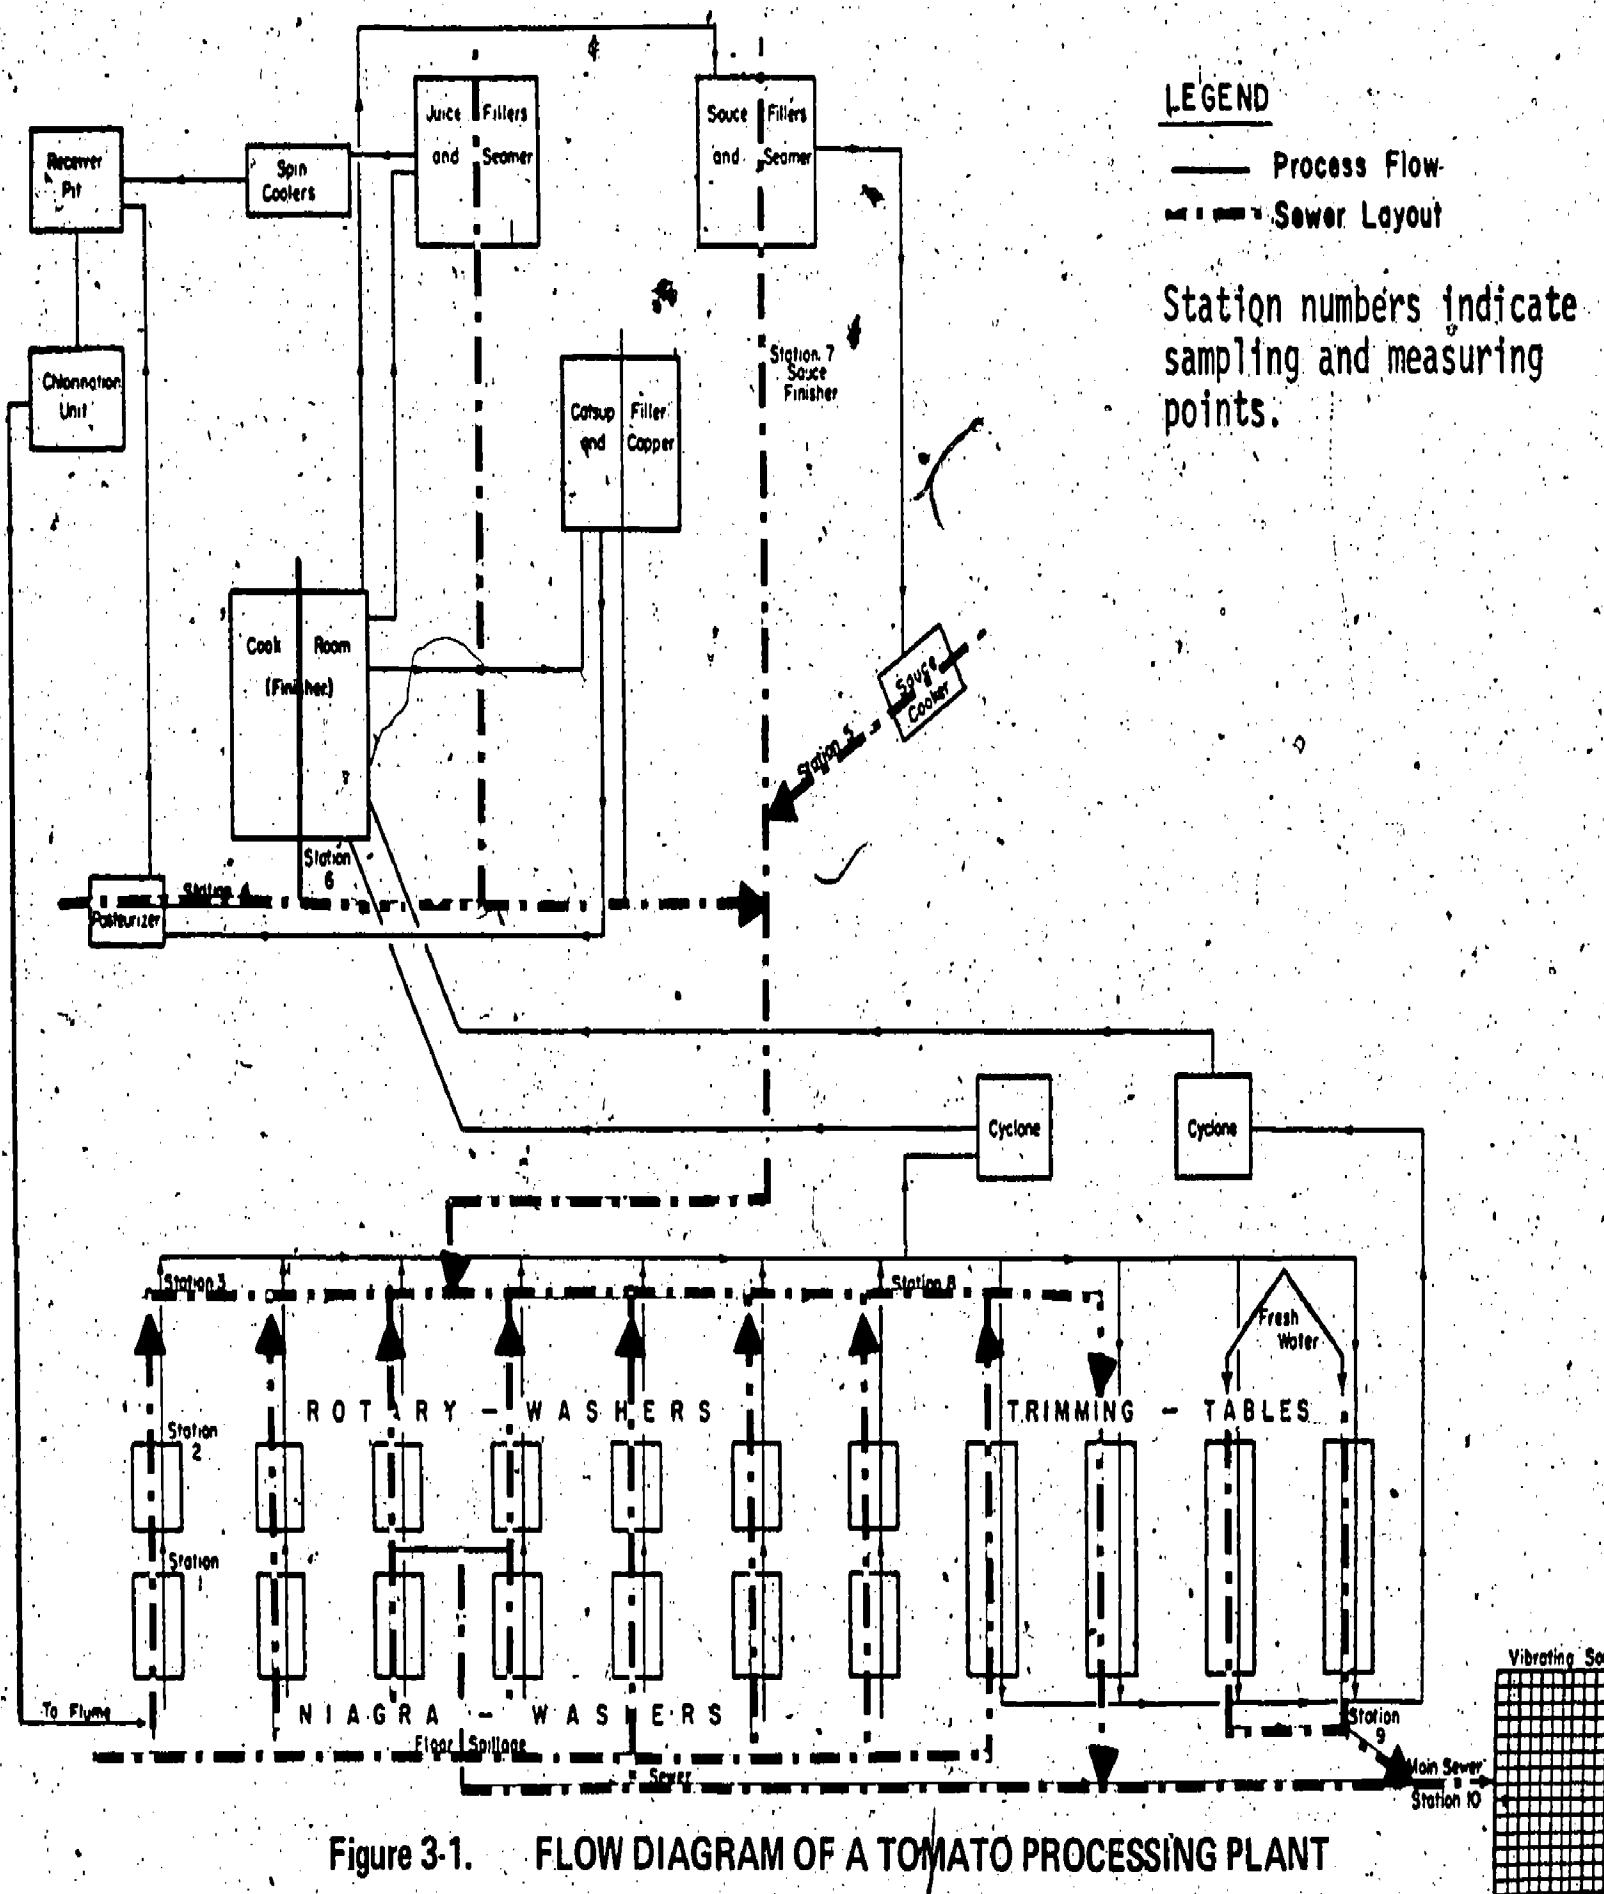 LEGEND
Process Flow
Sewer Layout
Station numbers indicate
sampling and measuring
points.
Juice Fillers
and Seamer
Sauce Fillers
and Seamer
Receiver
Pit
Spin
Coolers
Chlorination
Unit
Station 7
Sauce
Finisher
Catsup Filler
and Capper
Cook Room
(Finisher)
Sauce
Cooker
Station 5
Station
6
Station 4
Pasteurizer
Cyclone
Cyclone
Station 3
Station 8
Fresh
Water
ROTARY - WASHERS
TRIMMING - TABLES
Station
2
Station
1
To Flume
NIAGRA - WASHERS
Floor Spillage
Sewer
Station
9
Main Sewer
Station 10
Vibrating
Figure 3-1. FLOW DIAGRAM OF A TOMATO PROCESSING PLANT